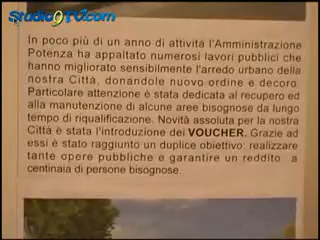 Studio9TV.com
In poco più di un anno di attività l'Amministrazione
Potenza ha appaltato numerosi lavori pubblici che
hanno migliorato sensibilmente l'arredo urbano della
nostra Città, donandole nuovo ordine e decoro.
Particolare attenzione è stata dedicata al recupero ed
alla manutenzione di alcune aree bisognose da lungo
tempo di riqualificazione. Novità assoluta per la nostra
Città è stata l'introduzione dei VOUCHER. Grazie ad
essi è stato raggiunto un duplice obiettivo: realizzare
tante opere pubbliche e garantire un reddito a
centinaia di persone bisognose.